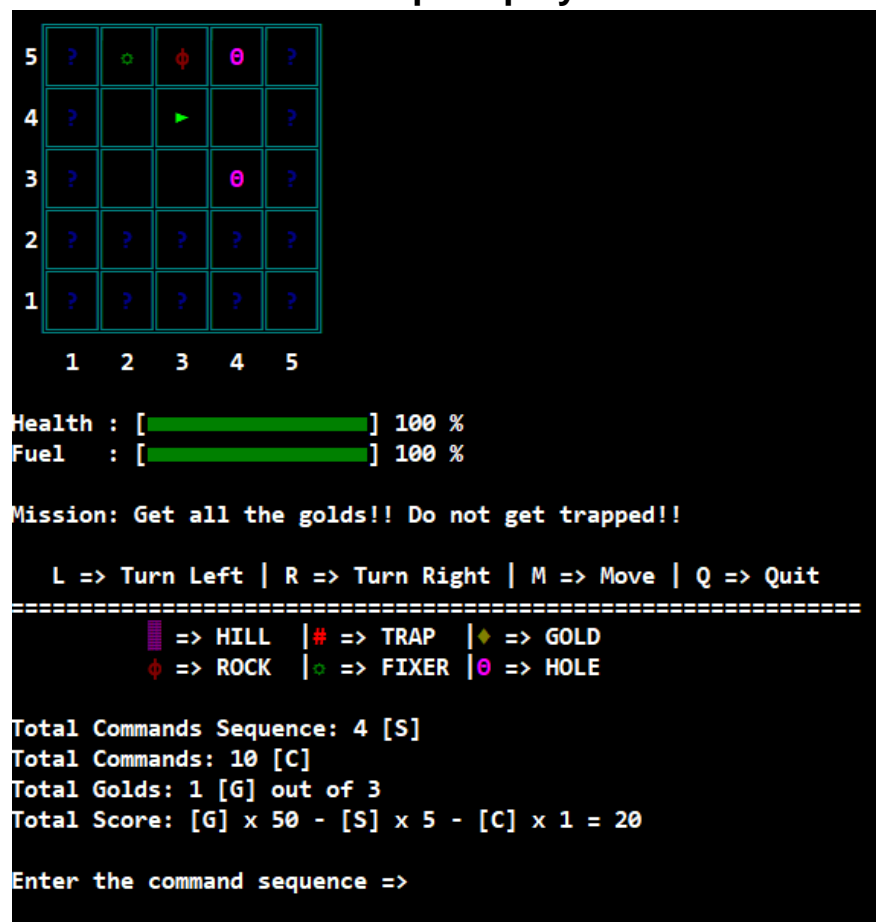 5 ? ☼ φ Θ ?
4 ? ► ?
3 ? Θ ?
2 ? ? ? ? ?
1 ? ? ? ? ?
1 2 3 4 5
Health : [ ] 100 %
Fuel : [ ] 100 %
Mission: Get all the golds!! Do not get trapped!!
L => Turn Left | R => Turn Right | M => Move | Q => Quit
==============================================================
▒ => HILL |# => TRAP |♦ => GOLD
φ => ROCK |☼ => FIXER |Θ => HOLE
Total Commands Sequence: 4 [S]
Total Commands: 10 [C]
Total Golds: 1 [G] out of 3
Total Score: [G] x 50 - [S] x 5 - [C] x 1 = 20
Enter the command sequence =>